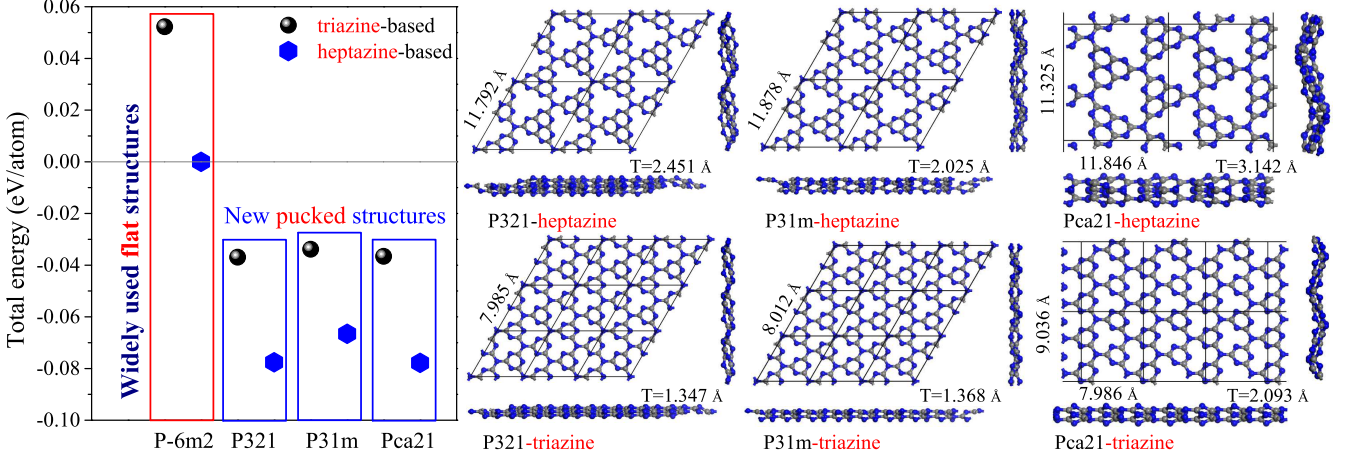 0.06
0.04
0.02
0.00
-0.02
-0.04
-0.06
-0.08
-0.10
Total energy (eV/atom)
Widely used flat structures
triazine-based
heptazine-based
New pucked structures
P-6m2 P321 P31m Pca21
11.792 Å
T=2.451 Å
P321-heptazine
11.878 Å
T=2.025 Å
P31m-heptazine
11.325 Å
11.846 Å
T=3.142 Å
Pca21-heptazine
7.985 Å
T=1.347 Å
P321-triazine
8.012 Å
T=1.368 Å
P31m-triazine
9.036 Å
7.986 Å
T=2.093 Å
Pca21-triazine